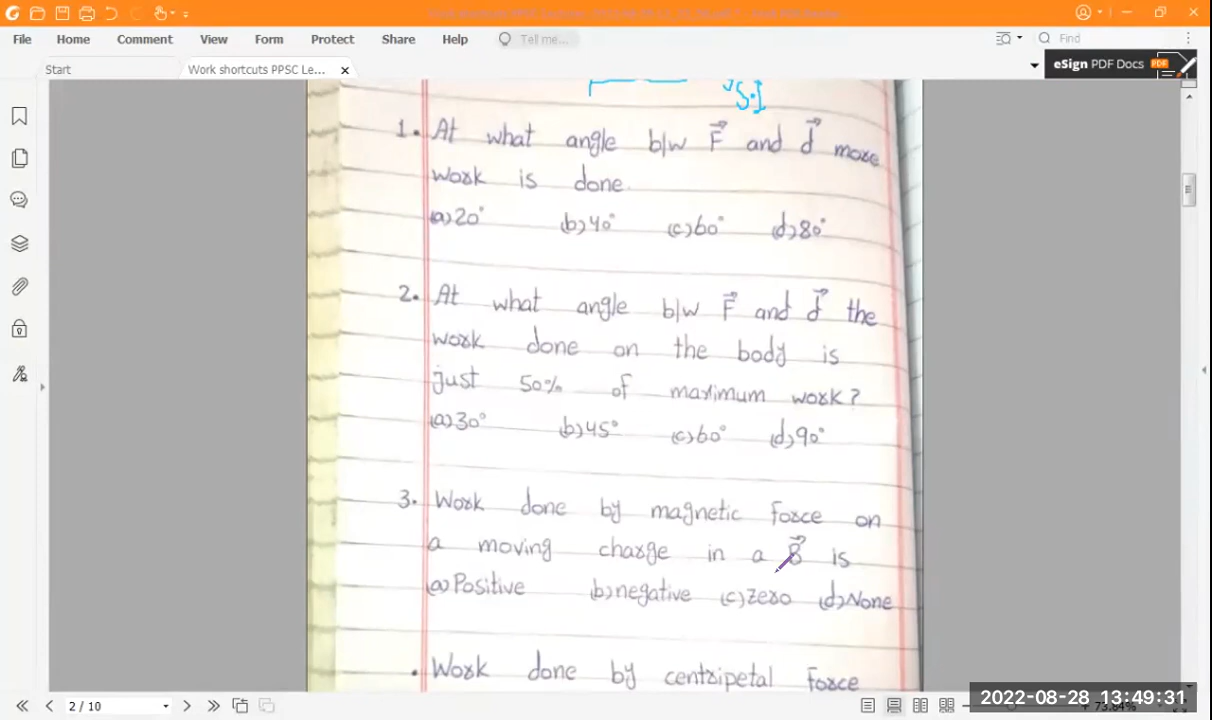 File Home Comment View Form Protect Share Help Tell me... Find
Start Work shortcuts PPSC Le... eSign PDF Docs PDF
S.I
1. At what angle b/w F⃗ and d⃗ more
work is done.
(a) 20° (b) 40° (c) 60° (d) 80°
2. At what angle b/w F⃗ and d⃗ the
work done on the body is
just 50% of maximum work?
(a) 30° (b) 45° (c) 60° (d) 90°
3. Work done by magnetic force on
a moving charge in a B⃗ is
(a) Positive (b) negative (c) zero (d) None
. Work done by centripetal force
2 / 10
2022-08-28 13:49:31